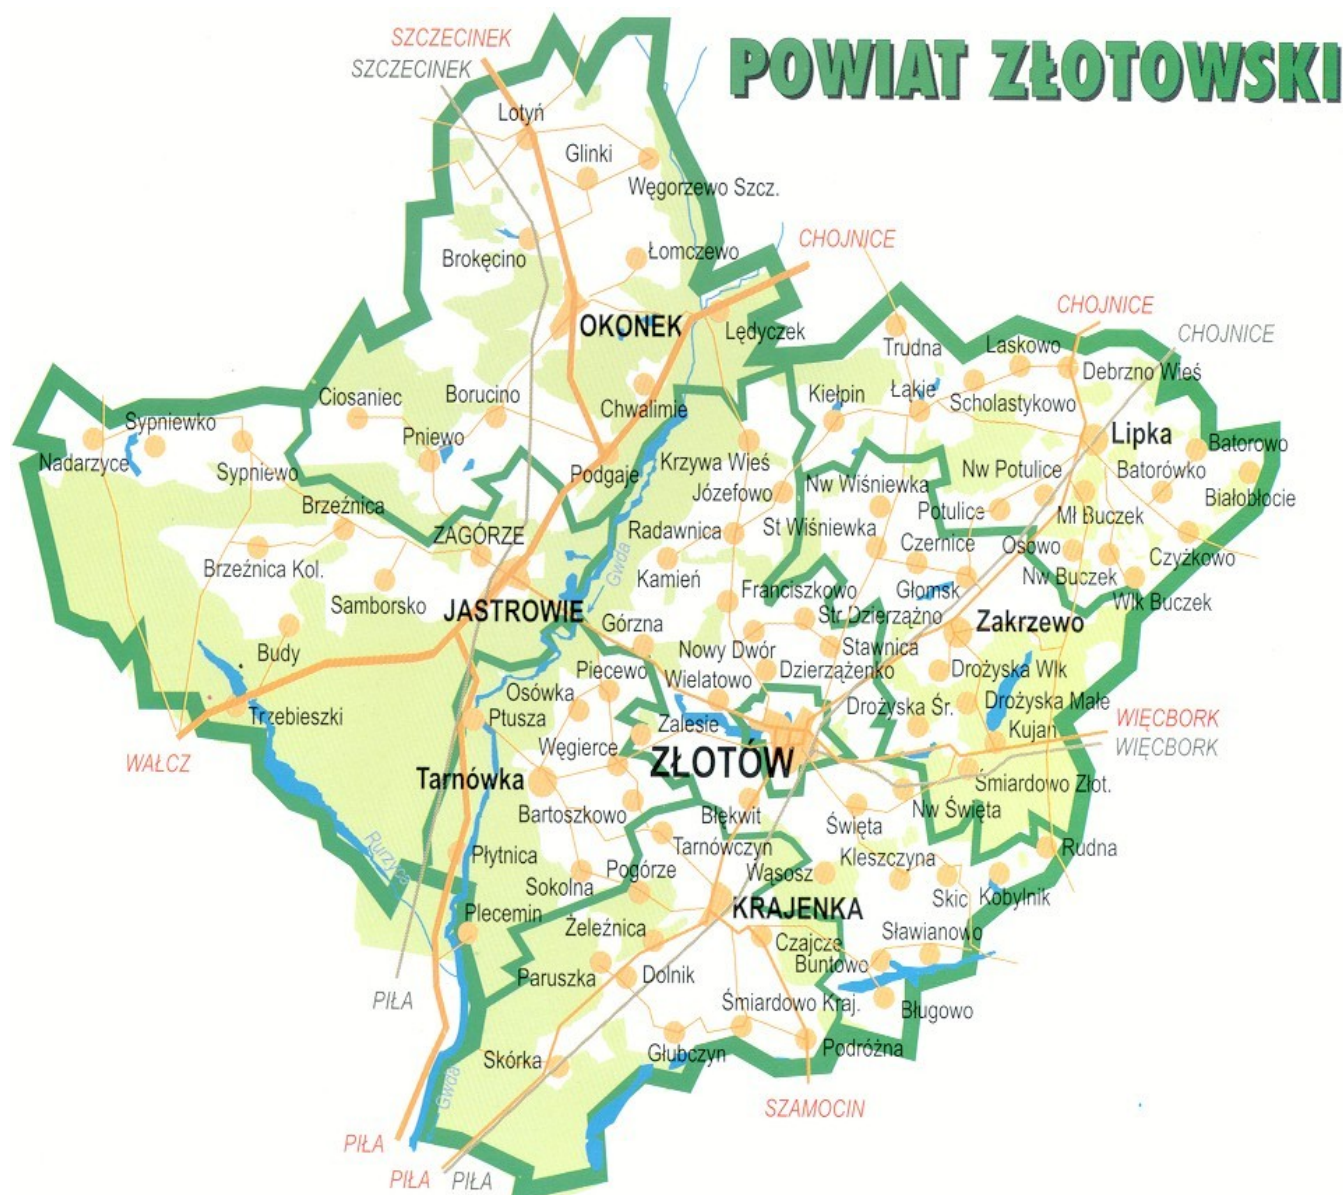 POWIAT ZŁOTOWSKI
SZCZECINEK
SZCZECINEK
Lotyń
Glinki
Węgorzewo Szcz.
Brokęcino
Łomczewo
CHOJNICE
OKONEK
Lędyczek
CHOJNICE
CHOJNICE
Trudna
Laskowo
Debrzno Wieś
Ciosaniec
Borucino
Chwalimie
Kiełpin
Łąkie
Scholastykowo
Sypniewko
Pniewo
Lipka
Batorowo
Nadarzyce
Sypniewo
Podgaje
Krzywa Wieś
Nw Potulice
Batorówko
Białobłocie
Brzeźnica
Józefowo
Nw Wiśniewka
Potulice
Mł Buczek
ZAGÓRZE
Radawnica
St Wiśniewka
Czernice
Osowo
Czyżkowo
Brzeźnica Kol.
Gwda
Kamień
Franciszkowo
Głomsk
Nw Buczek
Wlk Buczek
Samborsko
JASTROWIE
Górzna
Str Dzierzążno
Zakrzewo
Budy
Piecewo
Nowy Dwór
Stawnica
Wielatowo
Dzierzążenko
Drożyska Wlk
Osówka
Drożyska Śr.
Drożyska Małe
Trzebieszki
Ptusza
Zalesie
Kujan
WIĘCBORK
WIĘCBORK
WAŁCZ
Węgierce
ZŁOTÓW
Tarnówka
Śmiardowo Złot.
Bartoszkowo
Błękwit
Święta
Nw Święta
Rurzyca
Płytnica
Tarnówczyn
Kleszczyna
Rudna
Pogórze
Wąsosz
Sokolna
Skic
Kobylnik
Plecemin
Żeleźnica
KRAJENKA
Sławianowo
Czajcze
Buntowo
Paruszka
Dolnik
PIŁA
Śmiardowo Kraj.
Bługowo
Skórka
Głubczyn
Podróżna
Gwda
SZAMOCIN
PIŁA
PIŁA
PIŁA